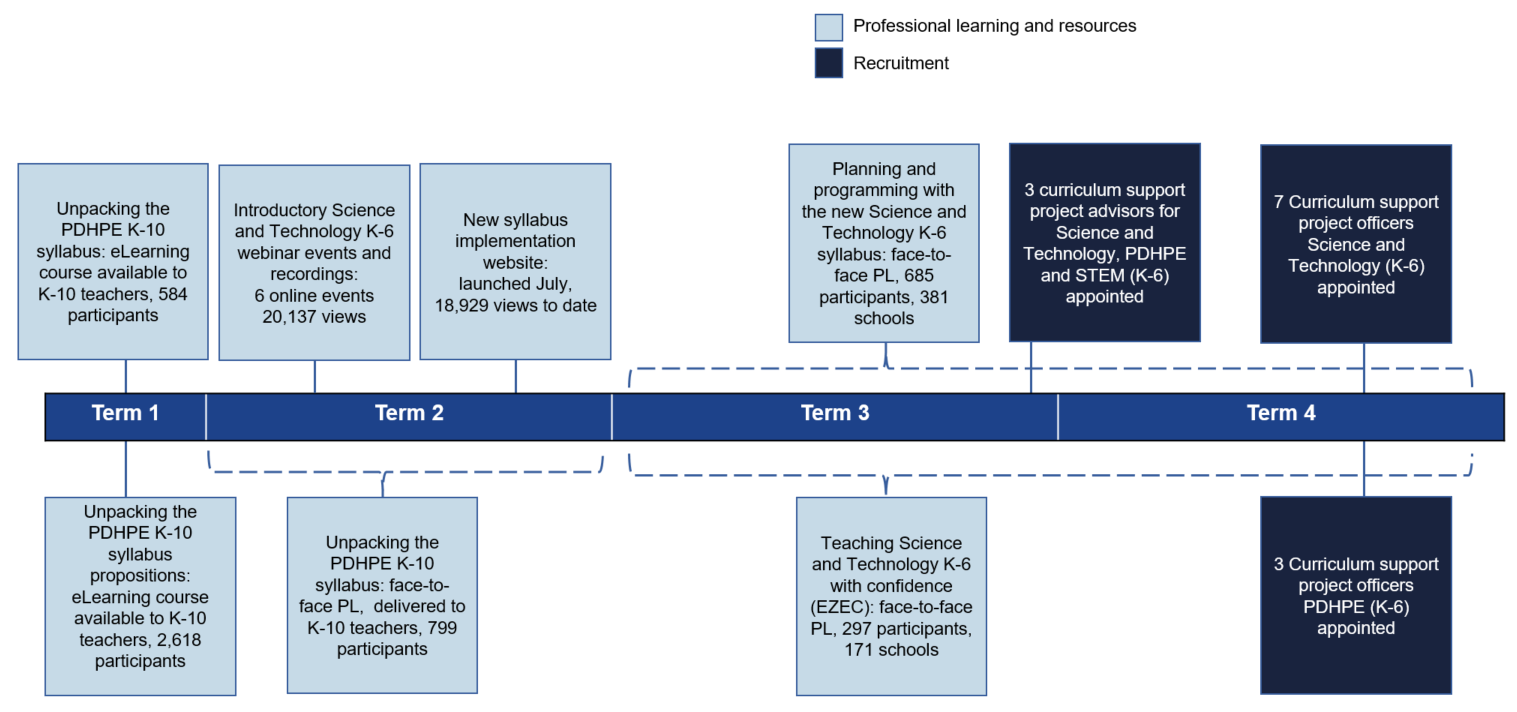 Professional learning and resources
Recruitment
Unpacking the
PDHPE K-10
syllabus: eLearning
course available to
K-10 teachers, 584
participants
Introductory Science
and Technology K-6
webinar events and
recordings:
6 online events
20,137 views
New syllabus
implementation
website:
launched July,
18,929 views to date
Planning and
programming with
the new Science and
Technology K-6
syllabus: face-to-
face PL, 685
participants, 381
schools
3 curriculum support
project advisors for
Science and
Technology, PDHPE
and STEM (K-6)
appointed
7 Curriculum support
project officers
Science and
Technology (K-6)
appointed
Term 1
Term 2
Term 3
Term 4
Unpacking the
PDHPE K-10
syllabus
propositions:
eLearning course
available to K-10
teachers, 2,618
participants
Unpacking the
PDHPE K-10
syllabus: face-to-
face PL, delivered to
K-10 teachers, 799
participants
Teaching Science
and Technology K-6
with confidence
(EZEC): face-to-face
PL, 297 participants,
171 schools
3 Curriculum support
project officers
PDHPE (K-6)
appointed